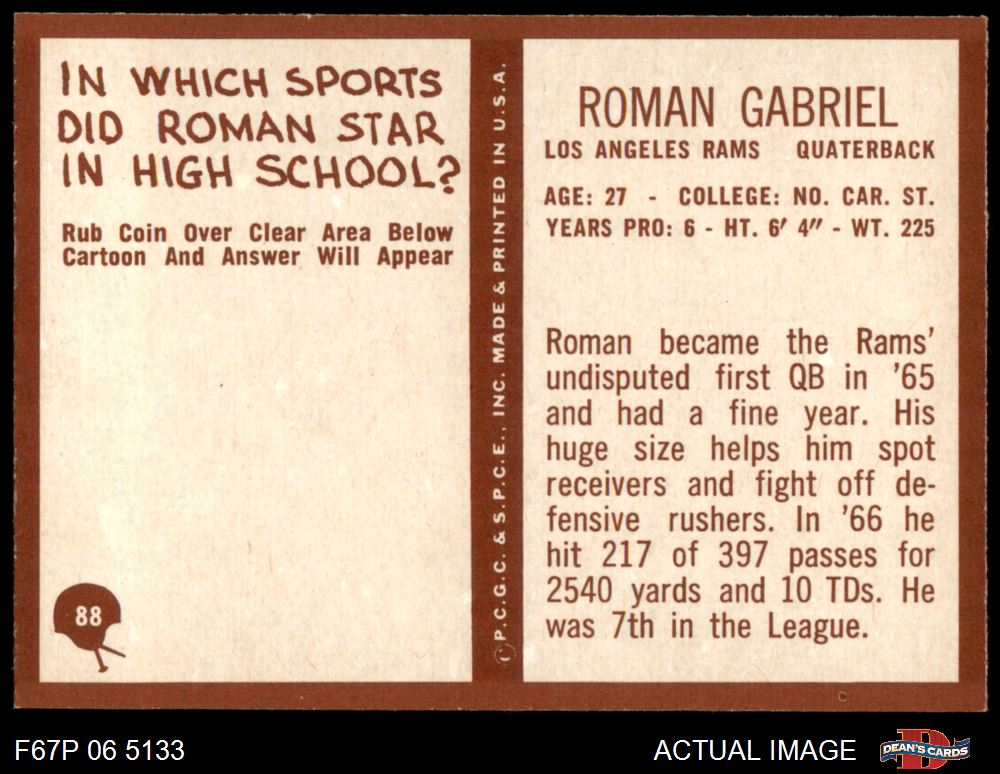 IN WHICH SPORTS
DID ROMAN STAR
IN HIGH SCHOOL?
Rub Coin Over Clear Area Below
Cartoon And Answer Will Appear
88
©P.C.G.C. & S.P.C.E., INC. MADE & PRINTED IN U.S.A.
ROMAN GABRIEL
LOS ANGELES RAMS QUATERBACK
AGE: 27 - COLLEGE: NO. CAR. ST.
YEARS PRO: 6 - HT. 6' 4" - WT. 225
Roman became the Rams'
undisputed first QB in '65
and had a fine year. His
huge size helps him spot
receivers and fight off de-
fensive rushers. In '66 he
hit 217 of 397 passes for
2540 yards and 10 TDs. He
was 7th in the League.
F67P 06 5133
ACTUAL IMAGE
DEAN'S CARDS